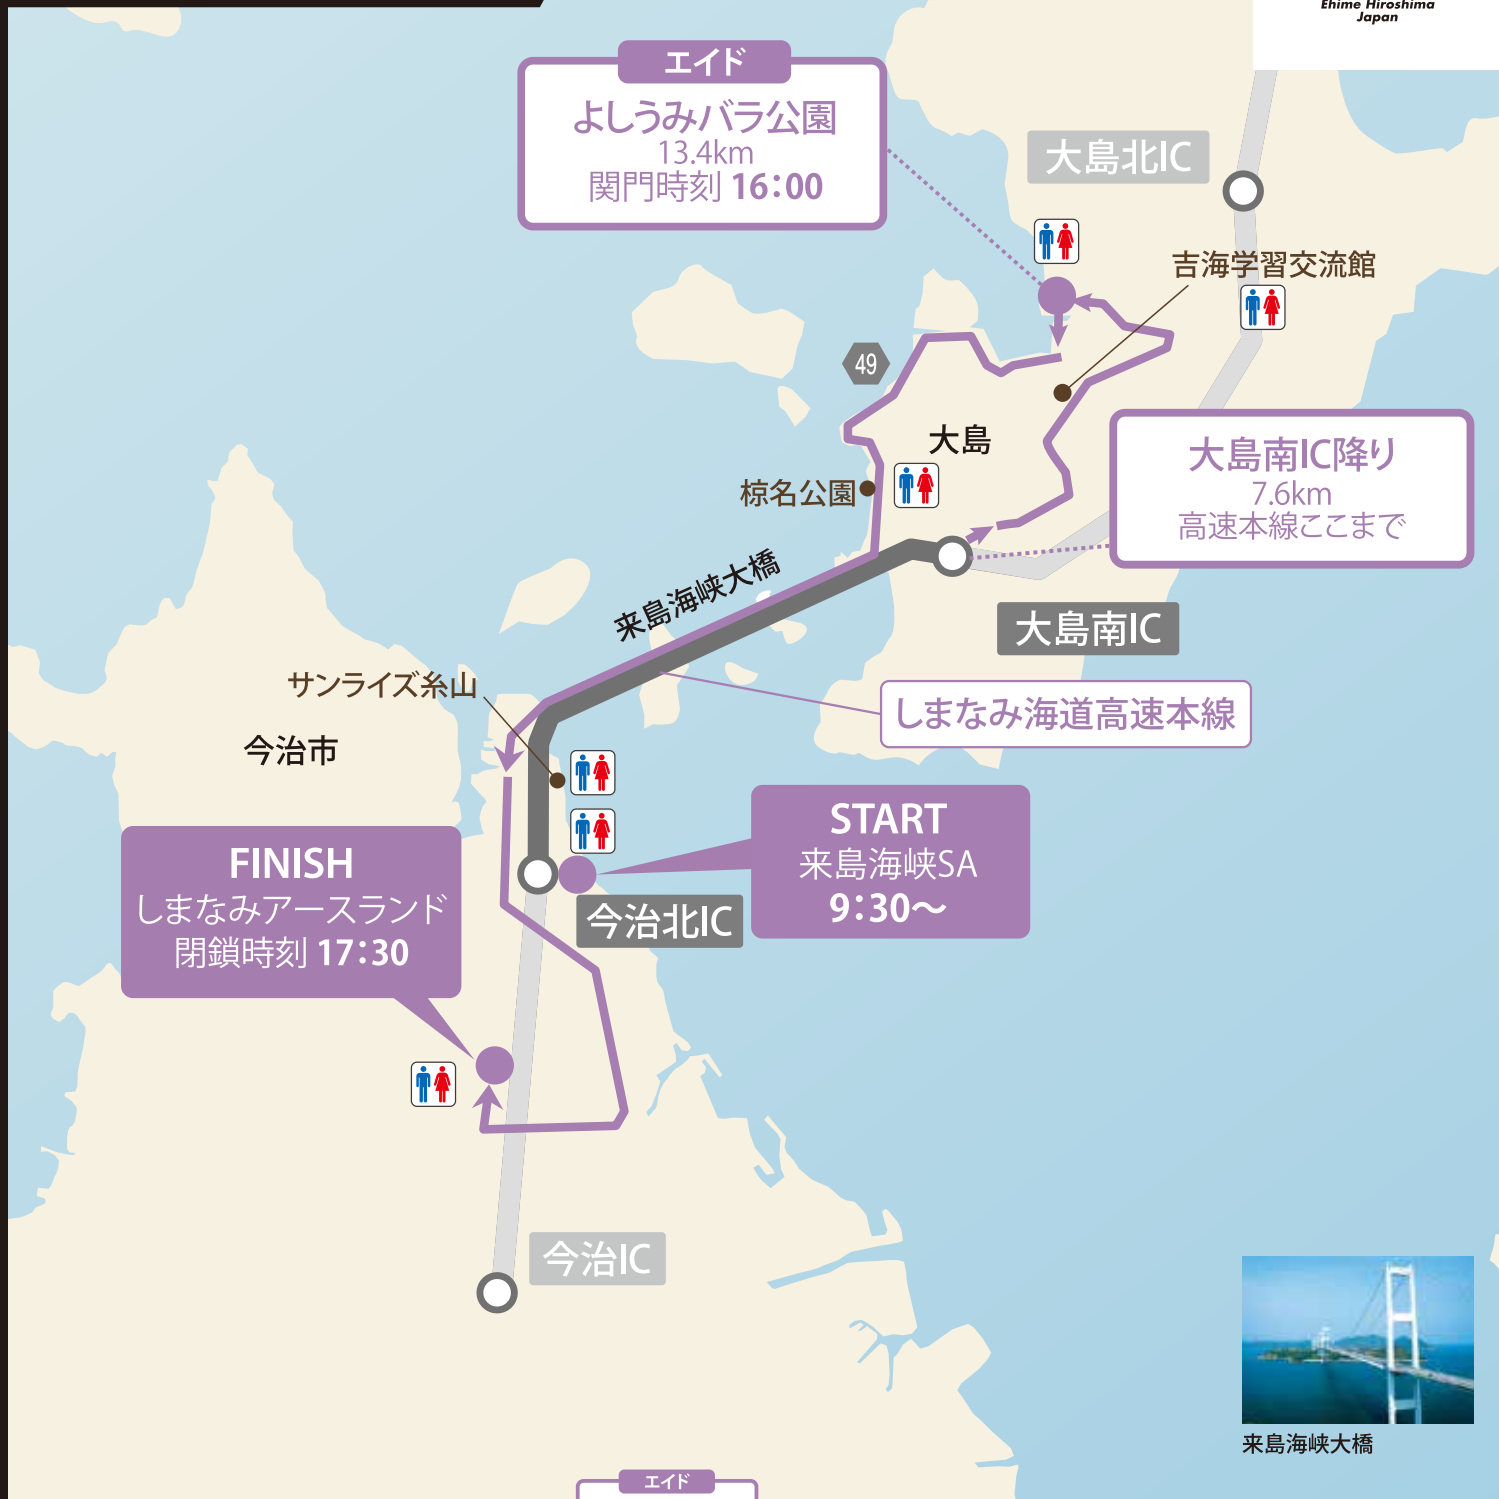 Ehime Hiroshima
Japan
エイド
よしうみバラ公園
13.4km
関門時刻 16:00
大島北IC
吉海学習交流館
49
大島
椋名公園
大島南IC降り
7.6km
高速本線ここまで
来島海峡大橋
大島南IC
サンライズ糸山
しまなみ海道高速本線
今治市
START
来島海峡SA
9:30〜
FINISH
しまなみアースランド
閉鎖時刻 17:30
今治北IC
今治IC
来島海峡大橋
エイド